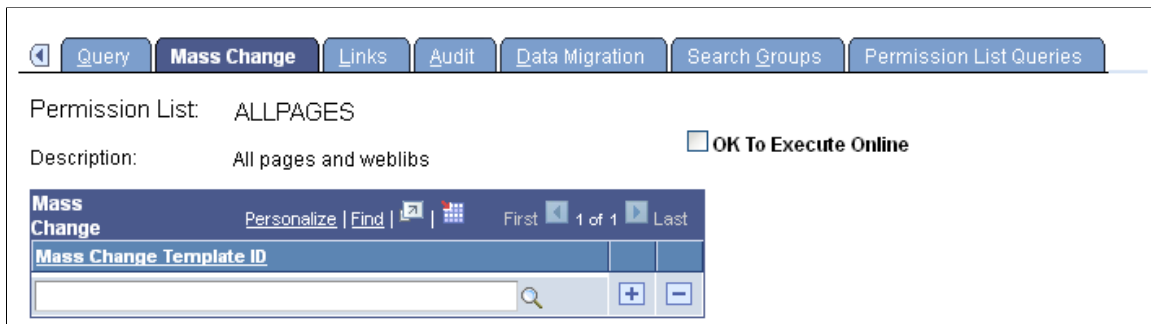 Query Mass Change Links Audit Data Migration Search Groups Permission List Queries
Permission List: ALLPAGES
OK To Execute Online
Description: All pages and weblibs
Mass Change
Personalize | Find | | First 1 of 1 Last
Mass Change Template ID